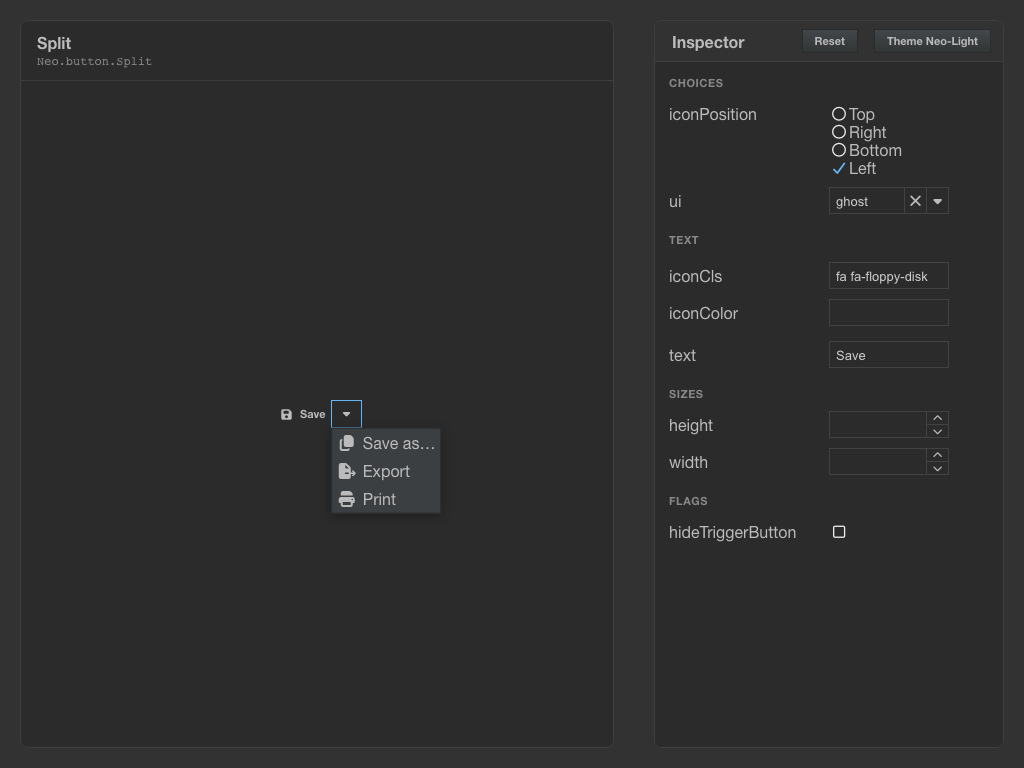 Split
Neo.button.Split
Save
Save as…
Export
Print
Inspector
Reset
Theme Neo-Light
CHOICES
iconPosition
Top
Right
Bottom
Left
ui
ghost
TEXT
iconCls
fa fa-floppy-disk
iconColor
text
Save
SIZES
height
width
FLAGS
hideTriggerButton